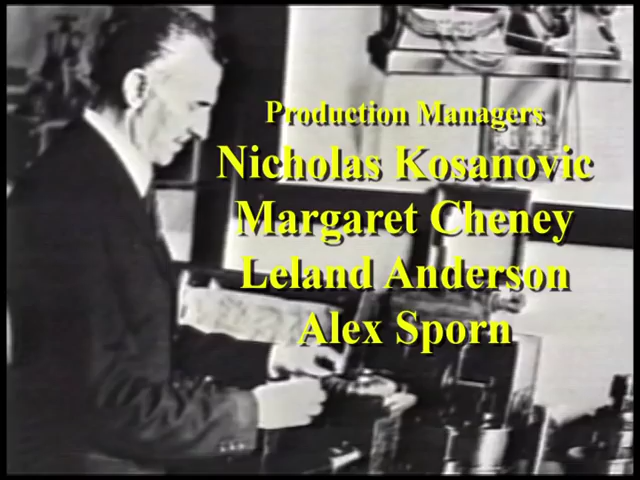 Production Managers
Nicholas Kosanovic
Margaret Cheney
Leland Anderson
Alex Sporn